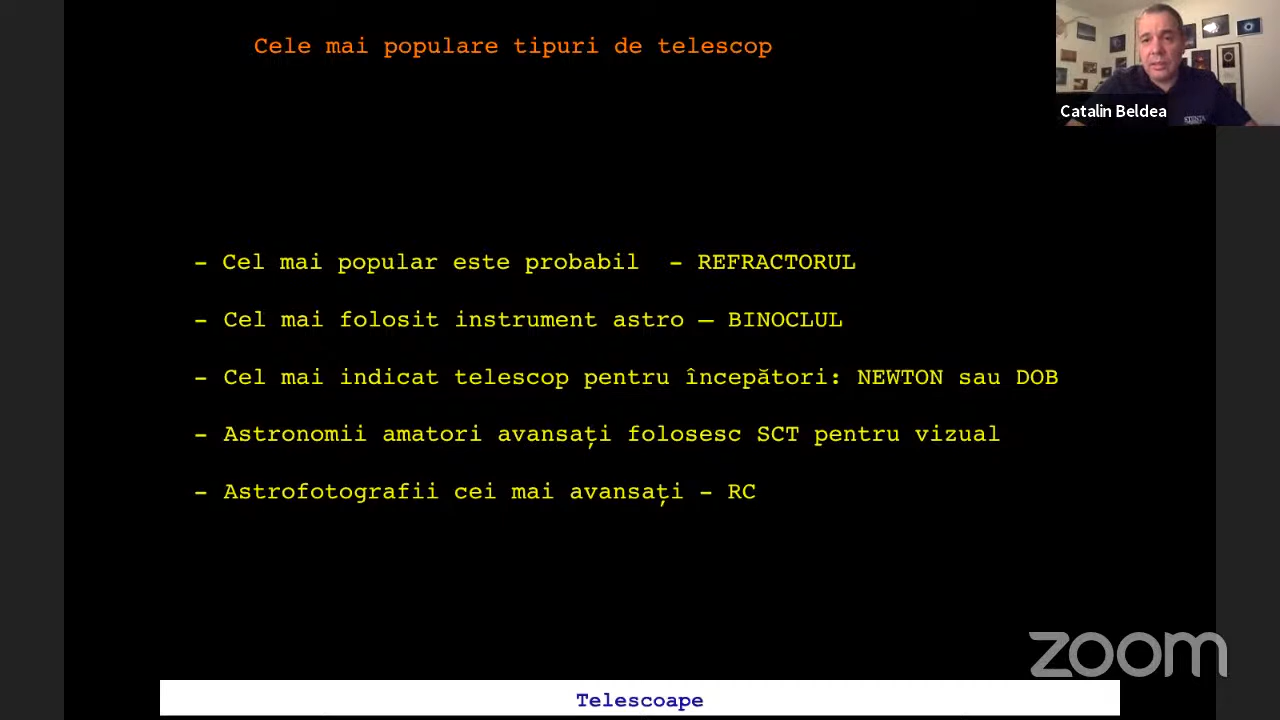 Cele mai populare tipuri de telescop
Catalin Beldea
- Cel mai popular este probabil - REFRACTORUL
- Cel mai folosit instrument astro – BINOCLUL
- Cel mai indicat telescop pentru începători: NEWTON sau DOB
- Astronomii amatori avansați folosesc SCT pentru vizual
- Astrofotografii cei mai avansați - RC
zoom
Telescoape